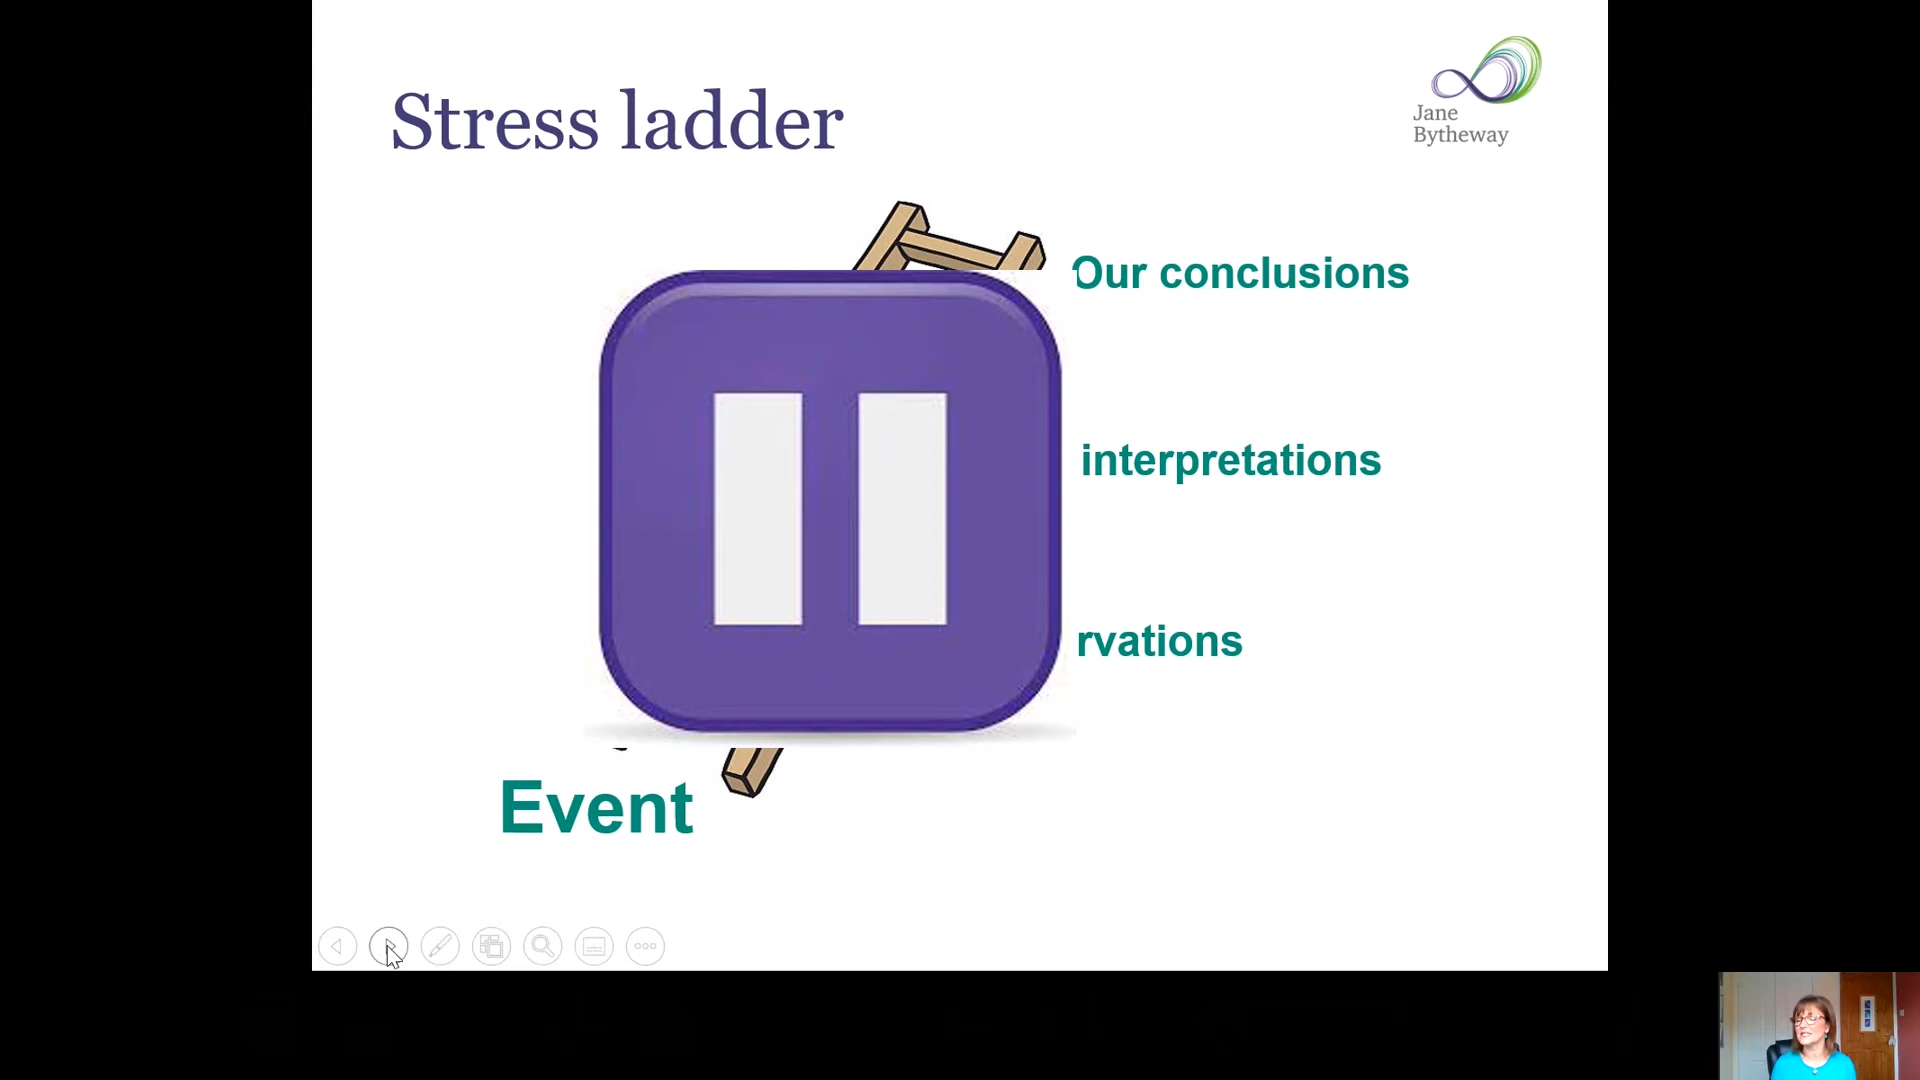 Stress ladder
Jane
Bytheway
Our conclusions
interpretations
rvations
Event